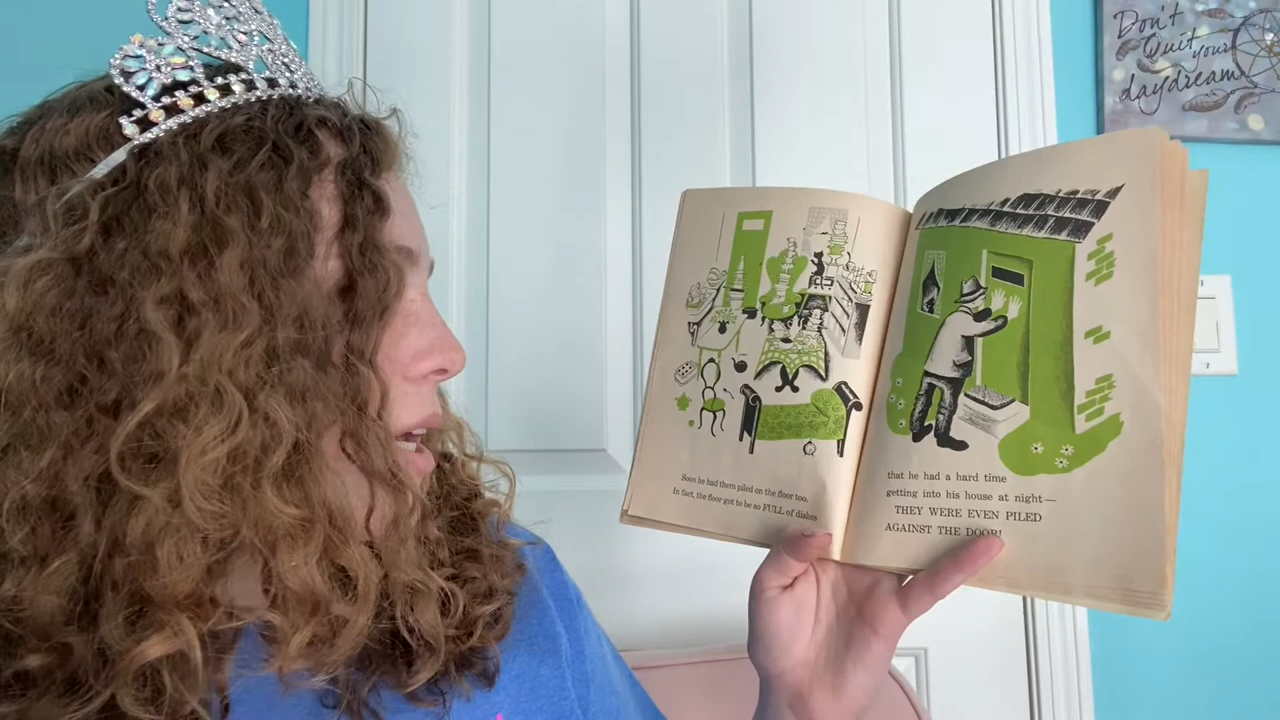 Don't
Quit your
daydream
Soon he had them piled on the floor too.
In fact, the floor got to be so FULL of dishes
that he had a hard time
getting into his house at night—
THEY WERE EVEN PILED
AGAINST THE DOOR!